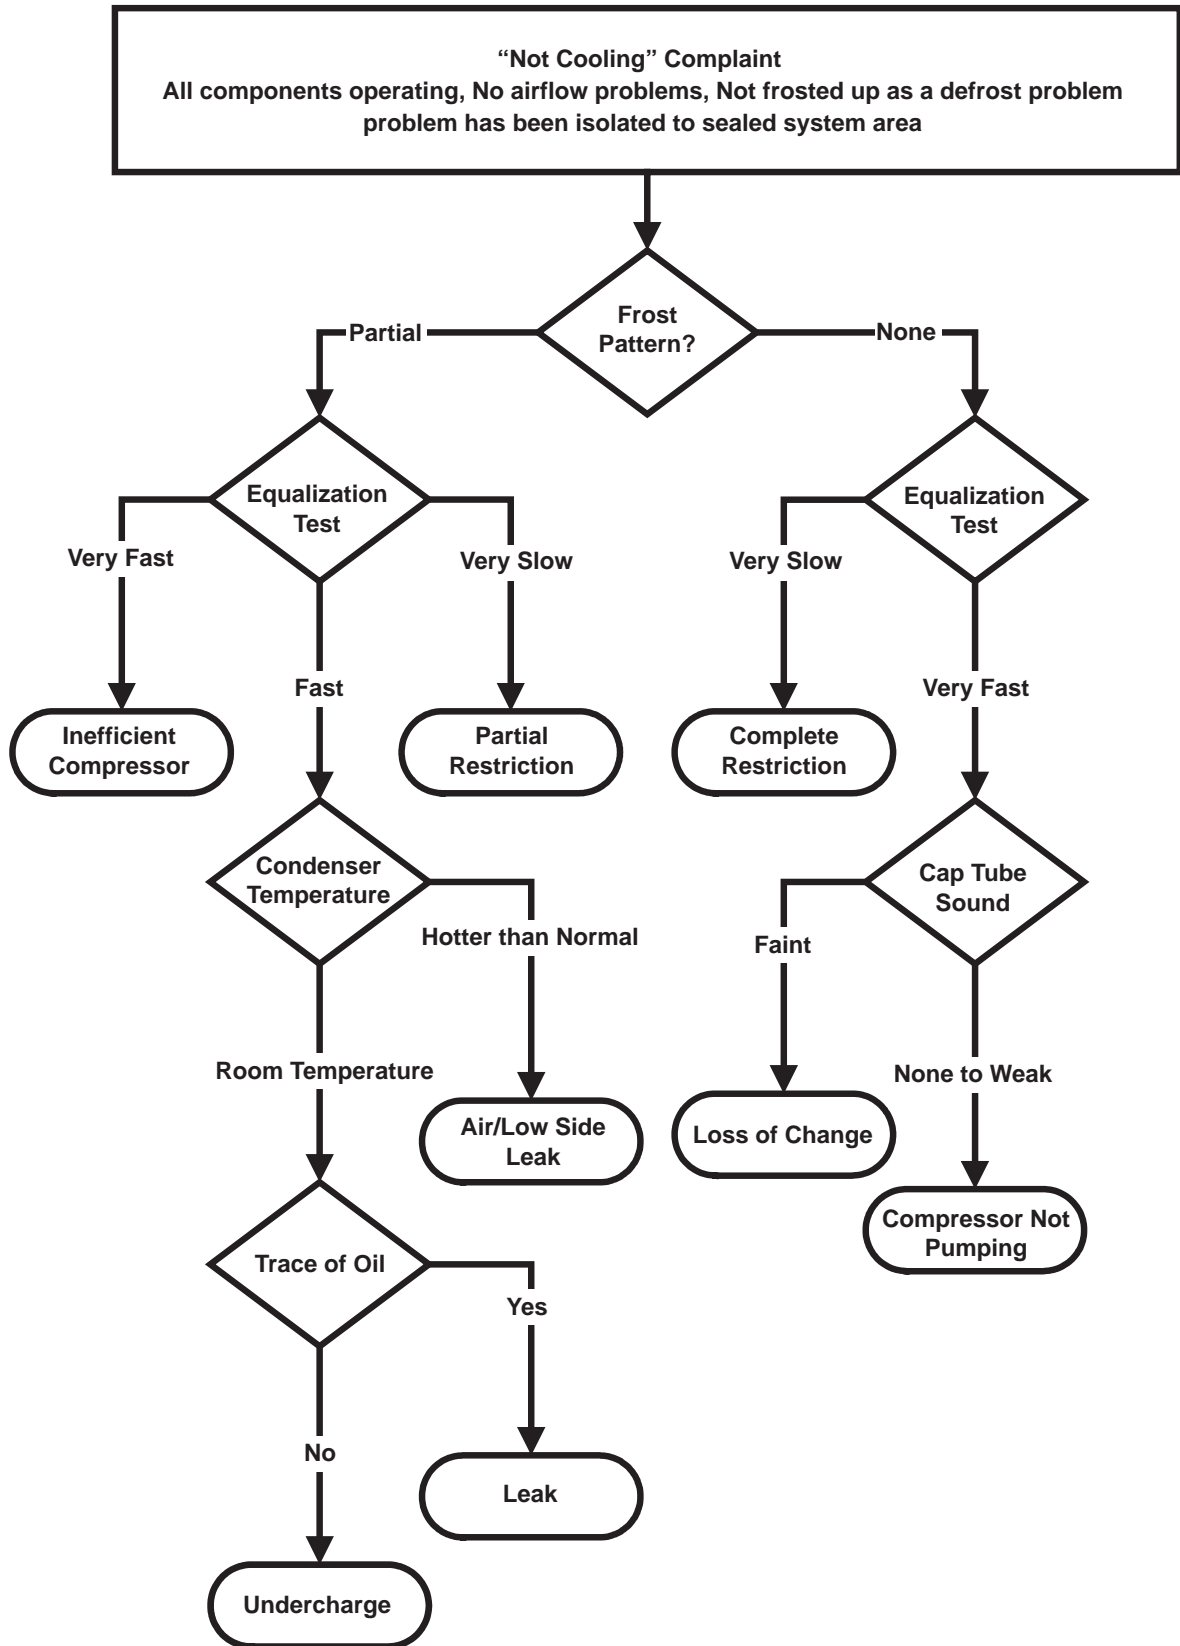 “Not Cooling” Complaint
All components operating, No airflow problems, Not frosted up as a defrost problem
problem has been isolated to sealed system area
Frost
Pattern?
Partial
None
Equalization
Test
Equalization
Test
Very Fast
Very Slow
Very Slow
Fast
Very Fast
Inefficient
Compressor
Partial
Restriction
Complete
Restriction
Condenser
Temperature
Cap Tube
Sound
Hotter than Normal
Faint
Room Temperature
None to Weak
Air/Low Side
Leak
Loss of Change
Compressor Not
Pumping
Trace of Oil
Yes
No
Leak
Undercharge